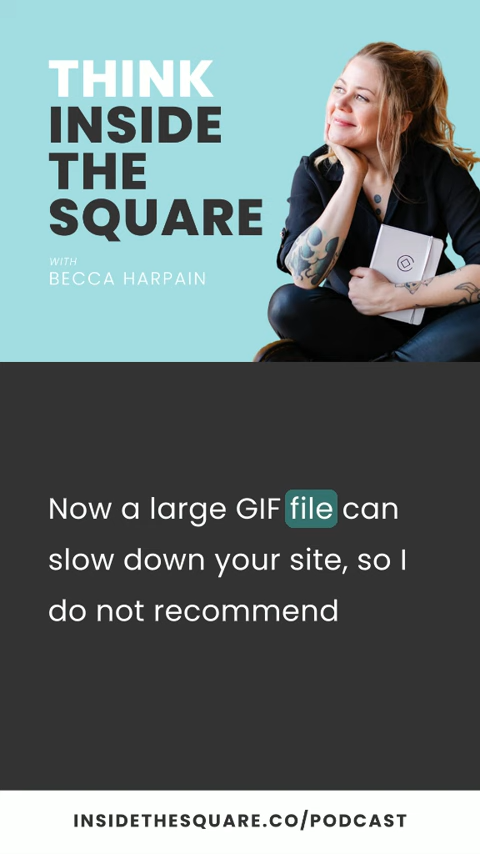 THINK
INSIDE
THE
SQUARE
WITH
BECCA HARPAIN
Now a large GIF file can
slow down your site, so I
do not recommend
INSIDETHESQUARE.CO/PODCAST